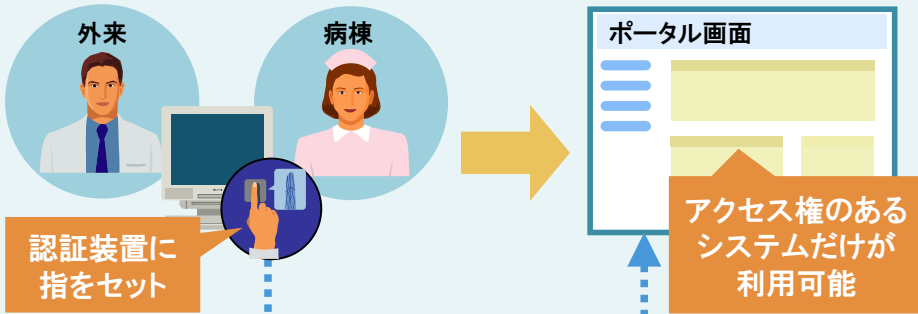 外来
病棟
ポータル画面
認証装置に
指をセット
アクセス権のある
システムだけが
利用可能